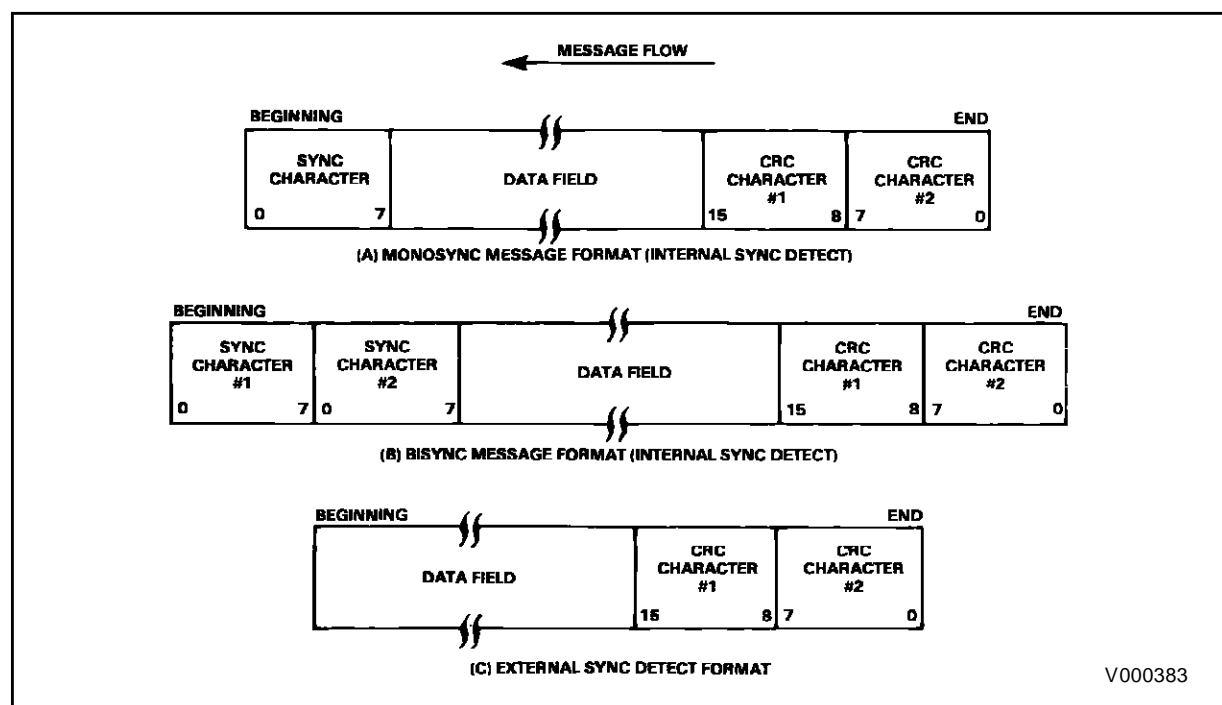 MESSAGE FLOW
BEGINNING END
SYNC CHARACTER DATA FIELD CRC CHARACTER #1 CRC CHARACTER #2
0 7 15 8 7 0
(A) MONOSYNC MESSAGE FORMAT (INTERNAL SYNC DETECT)
BEGINNING END
SYNC CHARACTER #1 SYNC CHARACTER #2 DATA FIELD CRC CHARACTER #1 CRC CHARACTER #2
0 7 0 7 15 8 7 0
(B) BISYNC MESSAGE FORMAT (INTERNAL SYNC DETECT)
BEGINNING END
DATA FIELD CRC CHARACTER #1 CRC CHARACTER #2
15 8 7 0
(C) EXTERNAL SYNC DETECT FORMAT
V000383